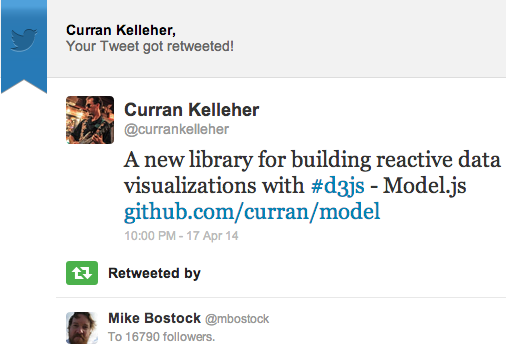 Curran Kelleher,
Your Tweet got retweeted!
Curran Kelleher
@currankelleher
A new library for building reactive data
visualizations with #d3js - Model.js
github.com/curran/model
10:00 PM - 17 Apr 14
Retweeted by
Mike Bostock @mbostock
To 16790 followers.